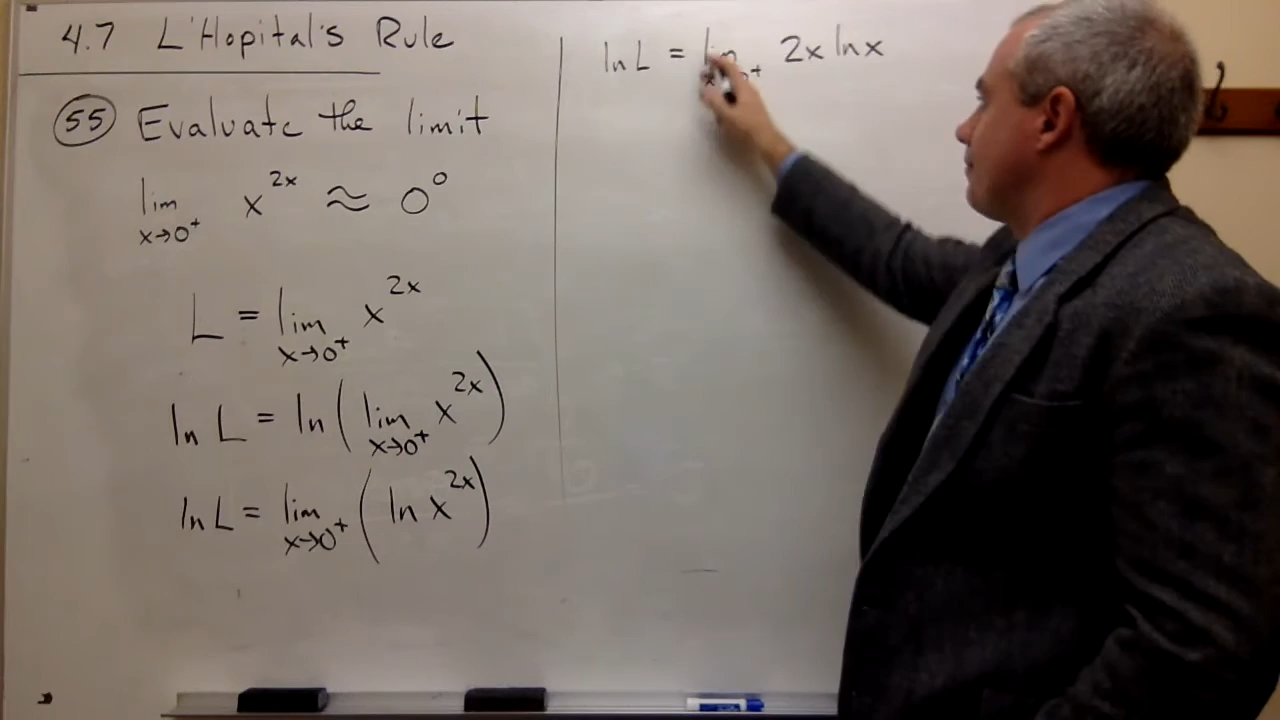 4.7 L'Hopital's Rule
55 Evaluate the limit
lim x→0⁺ x^2x ≈ 0^0
L = lim x→0⁺ x^2x
ln L = ln( lim x→0⁺ x^2x )
ln L = lim x→0⁺ ( ln x^2x )
ln L = lim x→0⁺ 2x ln x